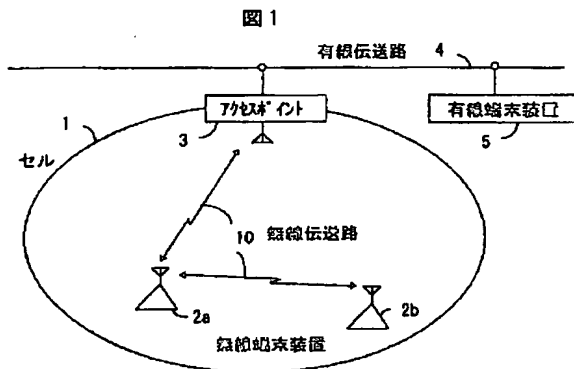 図1
有線伝送路 4
アクセスポイント
有線端末装置
1
3
5
セル
10 無線伝送路
2a
2b
無線端末装置